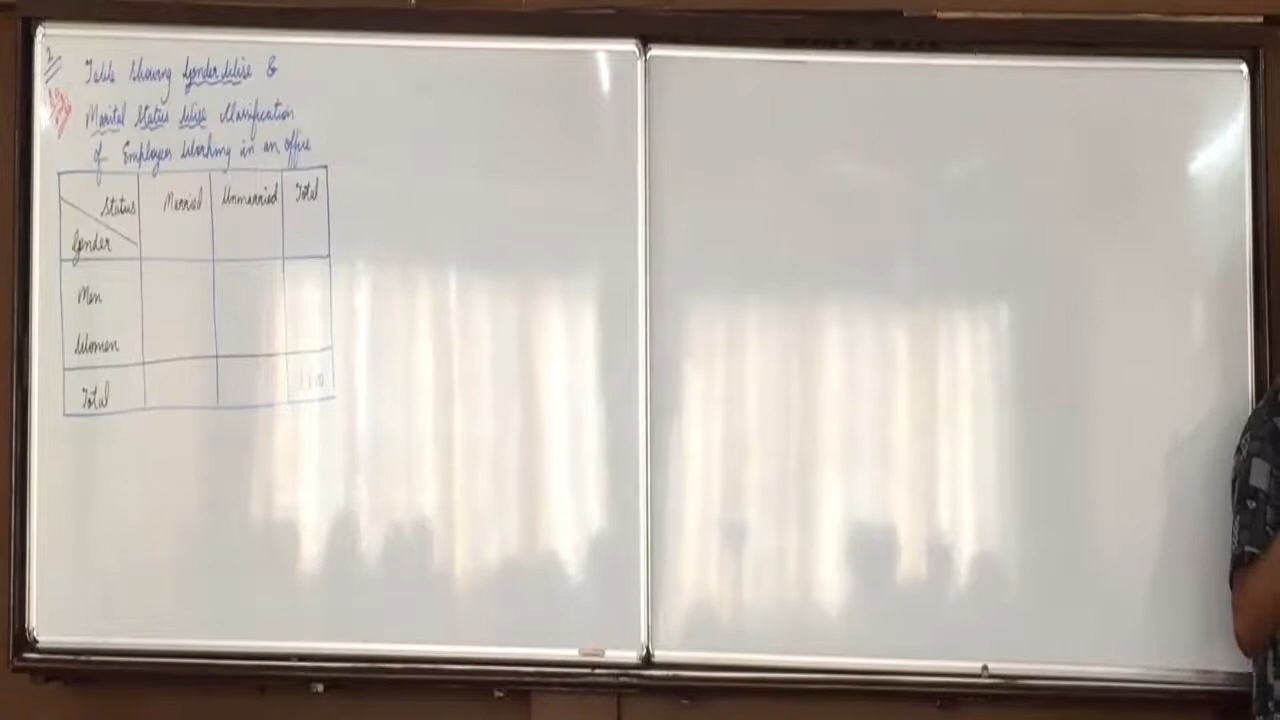 2
Table Showing Gender Wise &
Marital Status Wise Classification
of Employees Working in an office
Status Married Unmarried Total
Gender
Men
Women
Total